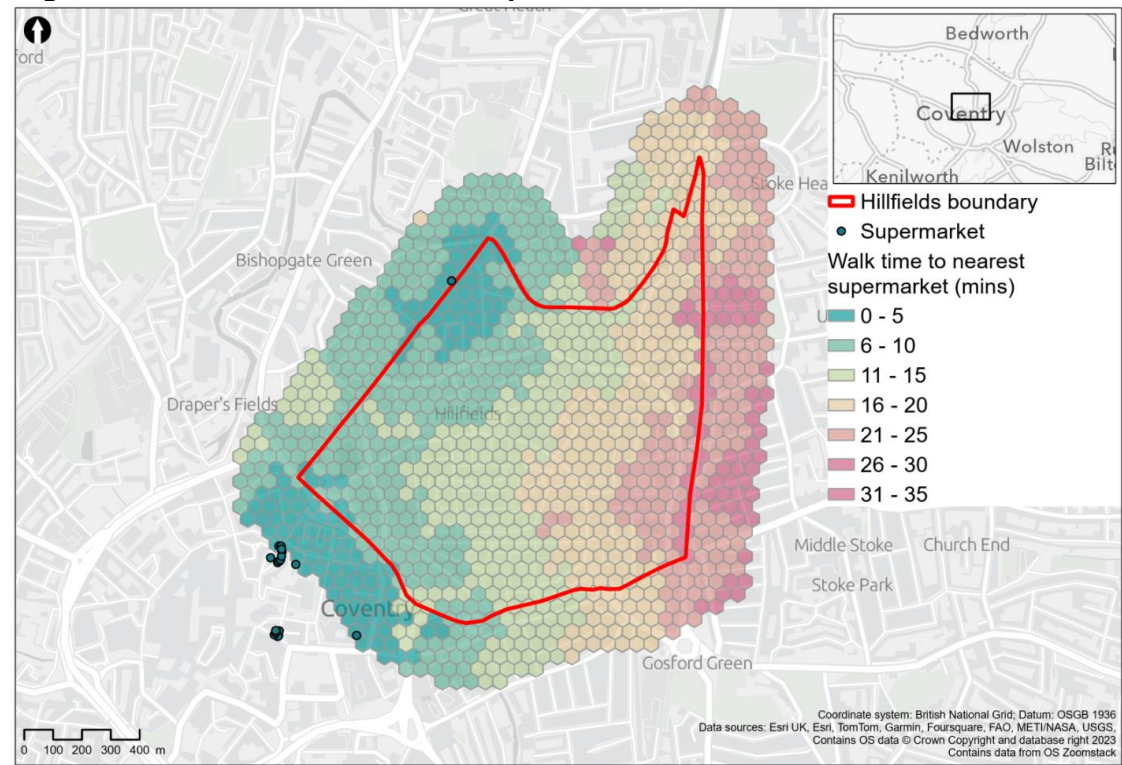 Bedworth
Coventry
Wolston
Kenilworth
Bilt
Hillfields boundary
Supermarket
Walk time to nearest
supermarket (mins)
0 - 5
6 - 10
11 - 15
16 - 20
21 - 25
26 - 30
31 - 35
Great Heath
ford
Stoke Hea
Bishopgate Green
U
Draper's Fields
Hillfields
Middle Stoke
Church End
Stoke Park
Coventry
Gosford Green
0 100 200 300 400 m
Coordinate system: British National Grid; Datum: OSGB 1936
Data sources: Esri UK, Esri, TomTom, Garmin, Foursquare, FAO, METI/NASA, USGS,
Contains OS data © Crown Copyright and database right 2023
Contains data from OS Zoomstack